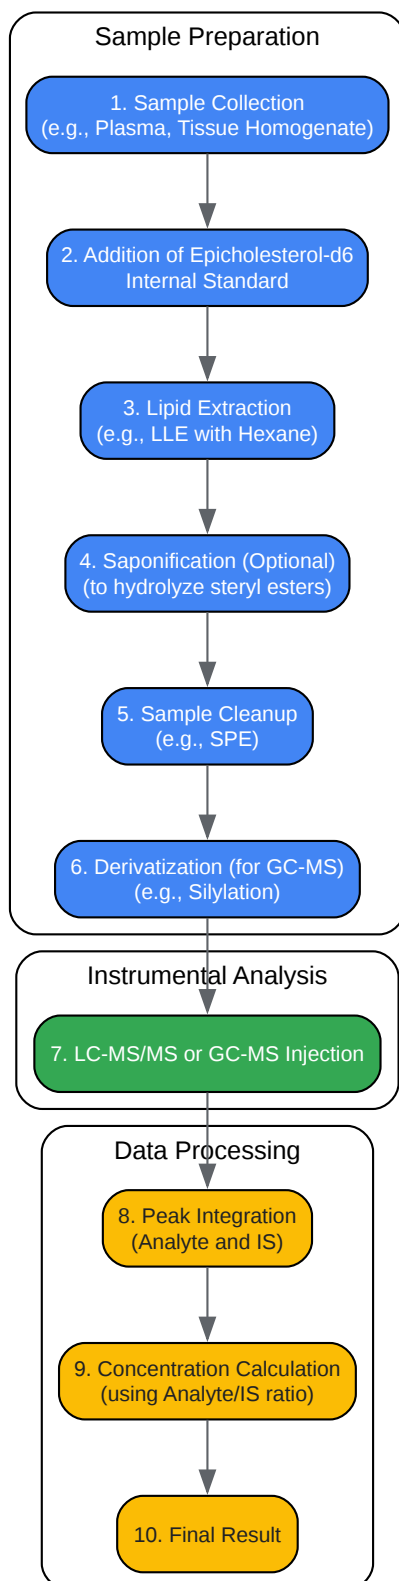 Sample Preparation
1. Sample Collection
(e.g., Plasma, Tissue Homogenate)
2. Addition of Epicholesterol-d6
Internal Standard
3. Lipid Extraction
(e.g., LLE with Hexane)
4. Saponification (Optional)
(to hydrolyze steryl esters)
5. Sample Cleanup
(e.g., SPE)
6. Derivatization (for GC-MS)
(e.g., Silylation)
Instrumental Analysis
7. LC-MS/MS or GC-MS Injection
Data Processing
8. Peak Integration
(Analyte and IS)
9. Concentration Calculation
(using Analyte/IS ratio)
10. Final Result